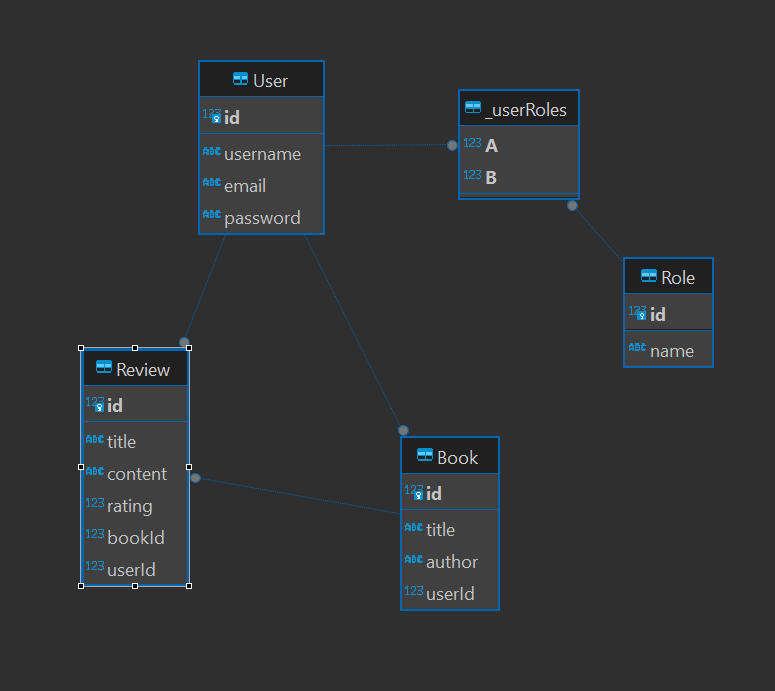 User
123 id
ABC username
ABC email
ABC password
_userRoles
123 A
123 B
Role
123 id
ABC name
Review
123 id
ABC title
ABC content
123 rating
123 bookId
123 userId
Book
123 id
ABC title
ABC author
123 userId